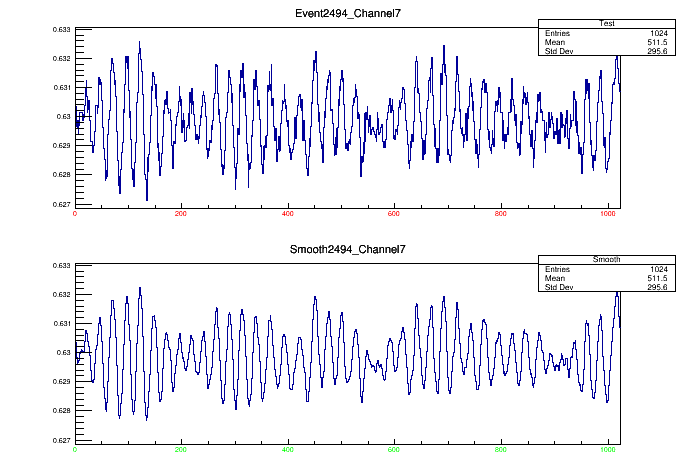 Event2494_Channel7
Test
Entries 1024
Mean 511.5
Std Dev 295.6
0.633
0.632
0.631
0.63
0.629
0.628
0.627
0 200 400 600 800 1000
Smooth2494_Channel7
Smooth
Entries 1024
Mean 511.5
Std Dev 295.6
0.633
0.632
0.631
0.63
0.629
0.628
0.627
0 200 400 600 800 1000